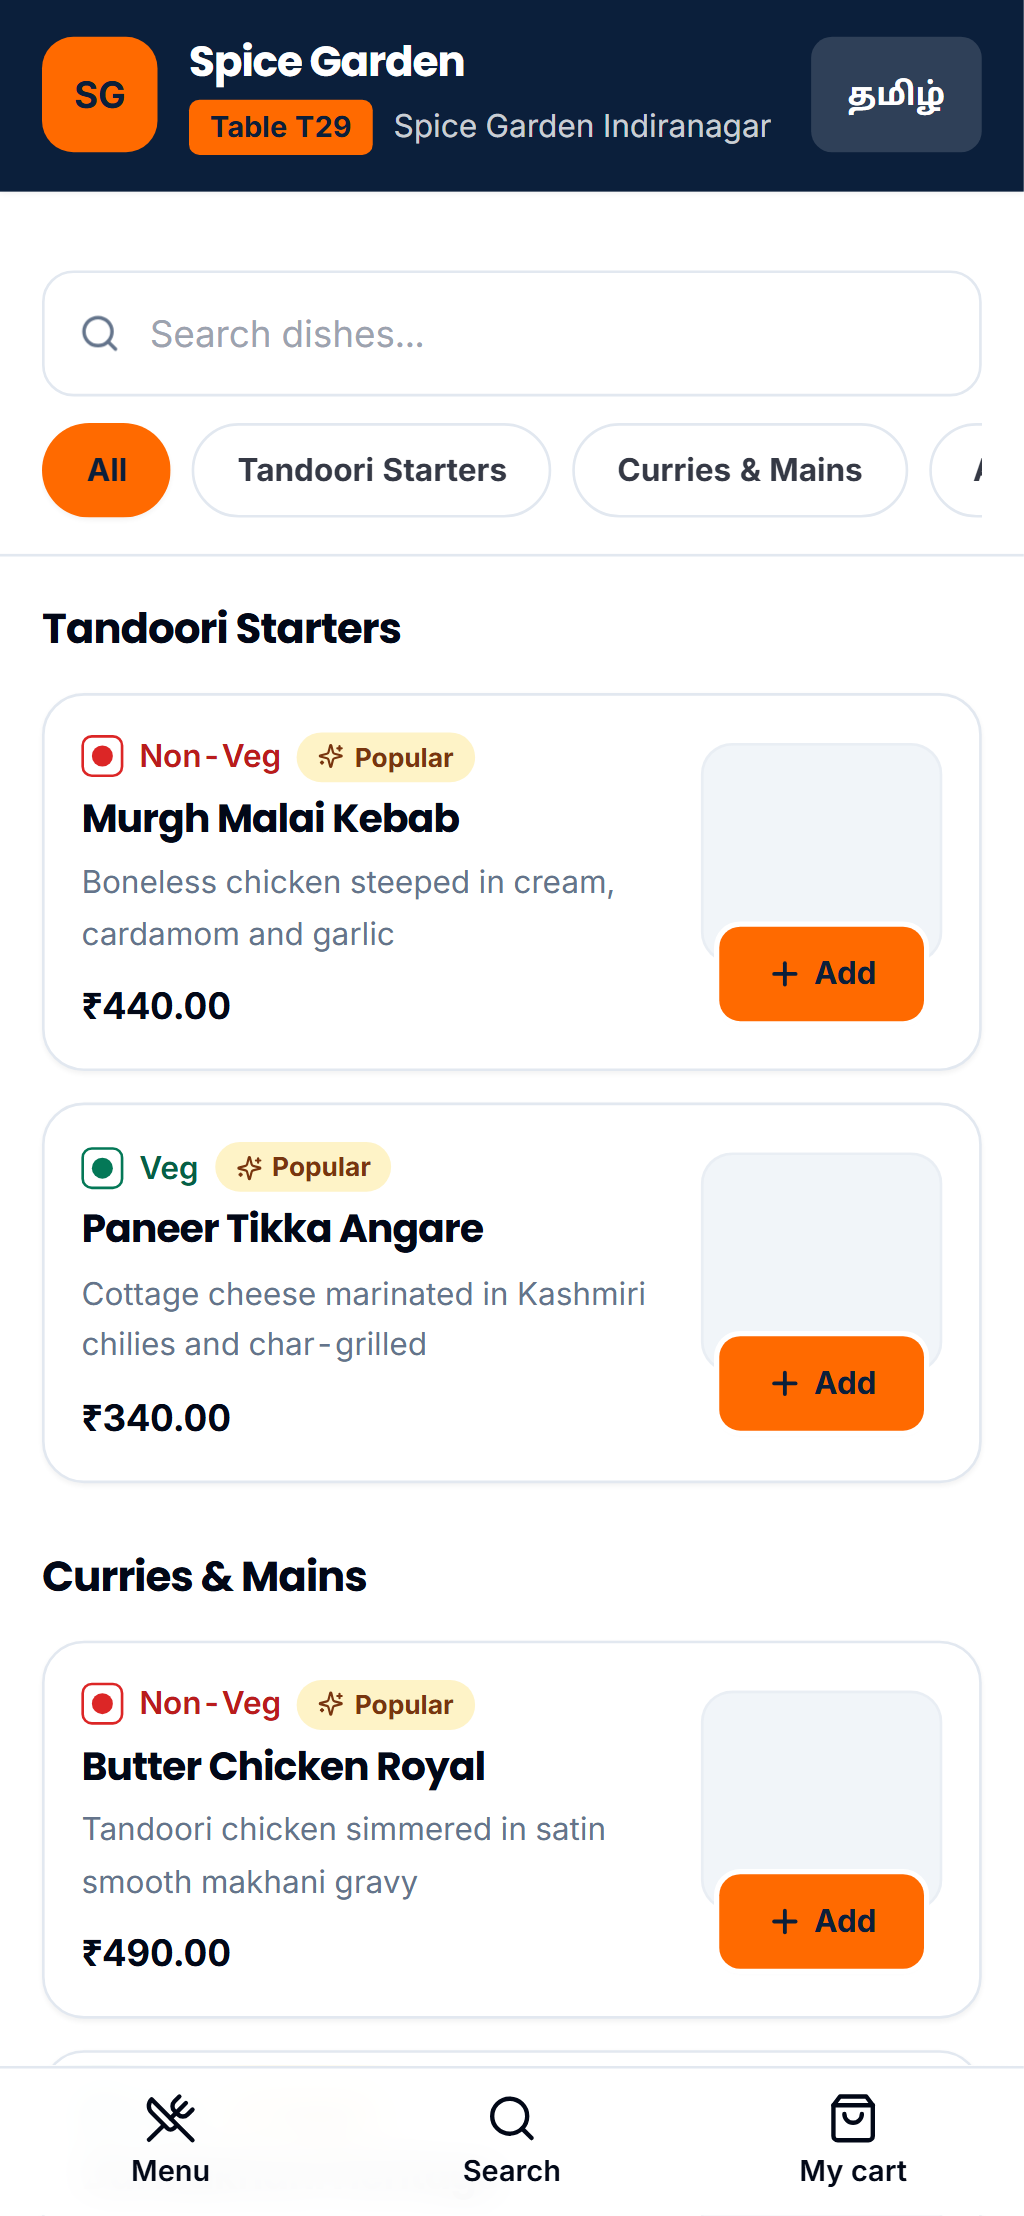 SG
Spice Garden
Table T29 Spice Garden Indiranagar
தமிழ்
Search dishes...
All Tandoori Starters Curries & Mains
Tandoori Starters
Non-Veg Popular
Murgh Malai Kebab
Boneless chicken steeped in cream,
cardamom and garlic
₹440.00
+ Add
Veg Popular
Paneer Tikka Angare
Cottage cheese marinated in Kashmiri
chilies and char-grilled
₹340.00
+ Add
Curries & Mains
Non-Veg Popular
Butter Chicken Royal
Tandoori chicken simmered in satin
smooth makhani gravy
₹490.00
+ Add
Menu Search My cart